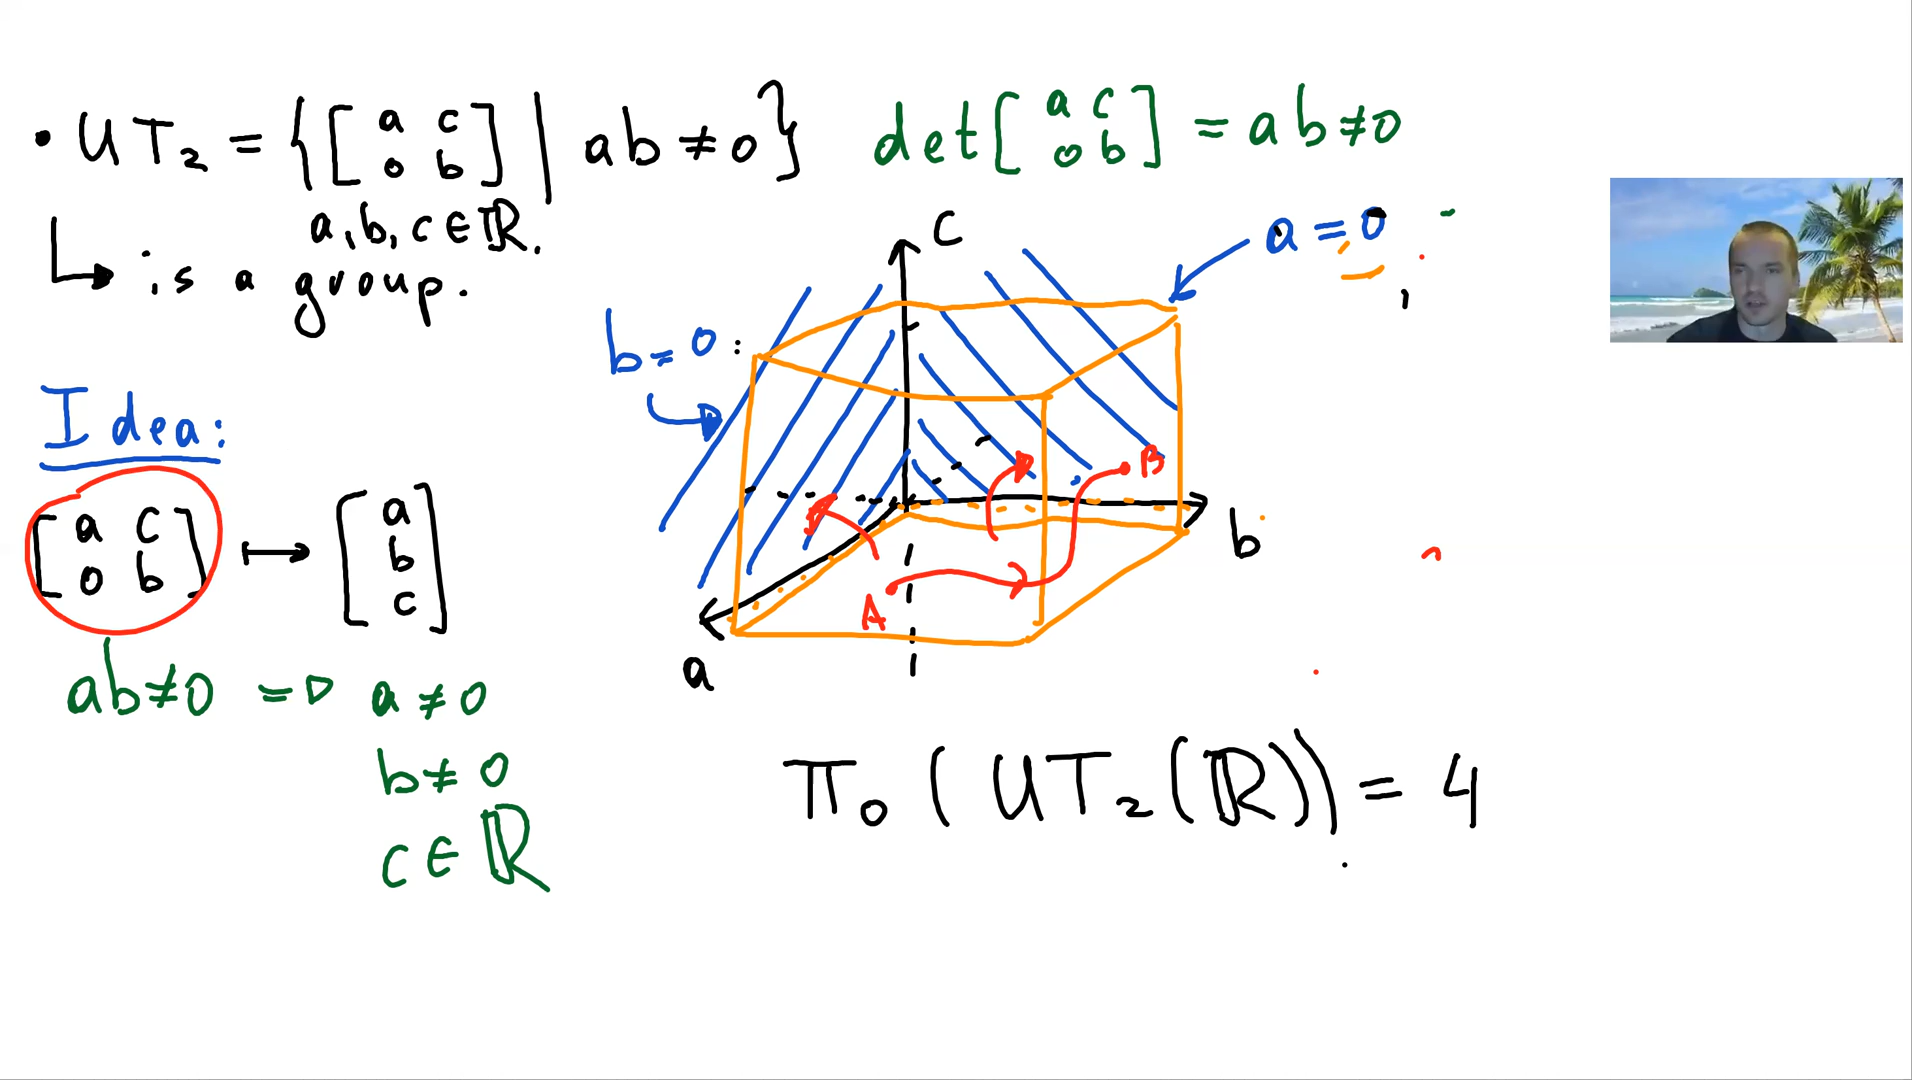 • UT₂ = { [ a c | ab ≠ 0 }
0 b ]
a, b, c ∈ ℝ.
↳ is a group.
det [ a c
0 b ] = ab ≠ 0
Idea:
[ a c
0 b ] ↦ [ a
b
c ]
ab ≠ 0 => a ≠ 0
b ≠ 0
c ∈ ℝ
c
a = 0
b = 0 :
B
b
A
a
π₀ ( UT₂ (ℝ)) = 4